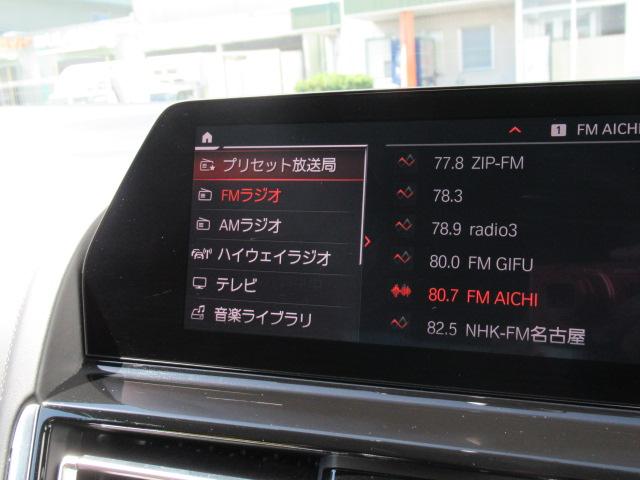 1 FM AICHI
プリセット放送局
FMラジオ
AMラジオ
ハイウェイラジオ
テレビ
音楽ライブラリ
77.8 ZIP-FM
78.3
78.9 radio3
80.0 FM GIFU
80.7 FM AICHI
82.5 NHK-FM名古屋